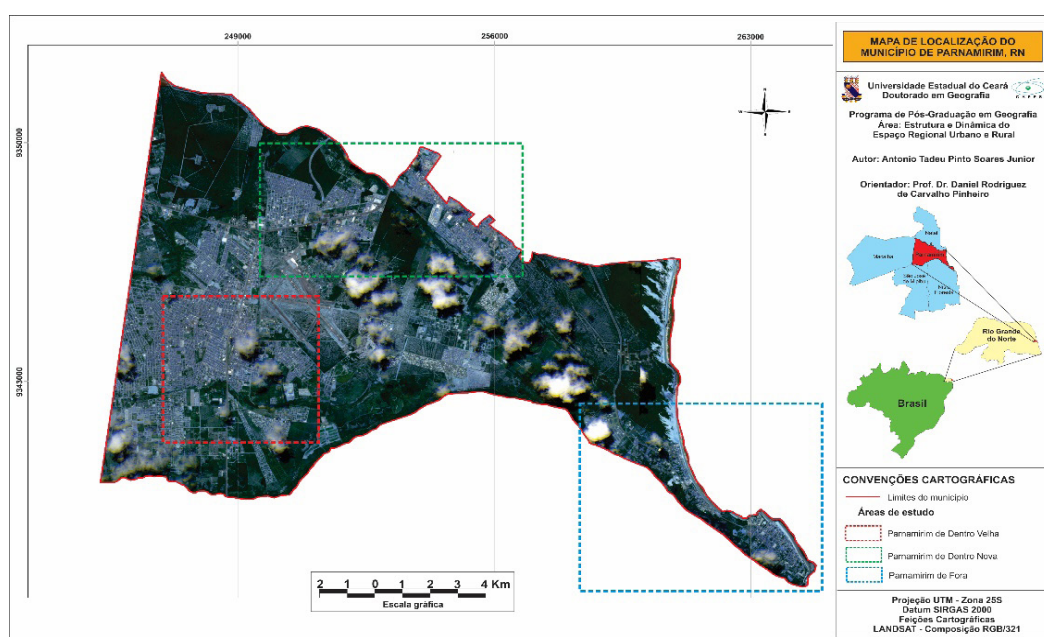 249000
256000
263000
9350000
9343000
2 1 0 1 2 3 4 Km
Escala gráfica
MAPA DE LOCALIZAÇÃO DO
MUNICÍPIO DE PARNAMIRIM, RN
Universidade Estadual do Ceará
Doutorado em Geografia
Programa de Pós-Graduação em Geografia
Área: Estrutura e Dinâmica do
Espaço Regional Urbano e Rural
Autor: Antonio Tadeu Pinto Soares Junior
Orientador: Prof. Dr. Daniel Rodriguez
de Carvalho Pinheiro
Natal
Parnamirim
Macaíba
São José
de Mipibu
Rio Grande
do Norte
Brasil
CONVENÇÕES CARTOGRÁFICAS
Limites do município
Áreas de estudo
Parnamirim de Dentro Velha
Parnamirim de Dentro Nova
Parnamirim de Fora
Projeção UTM - Zona 25S
Datum SIRGAS 2000
Feições Cartográficas
LANDSAT - Composição RGB/321